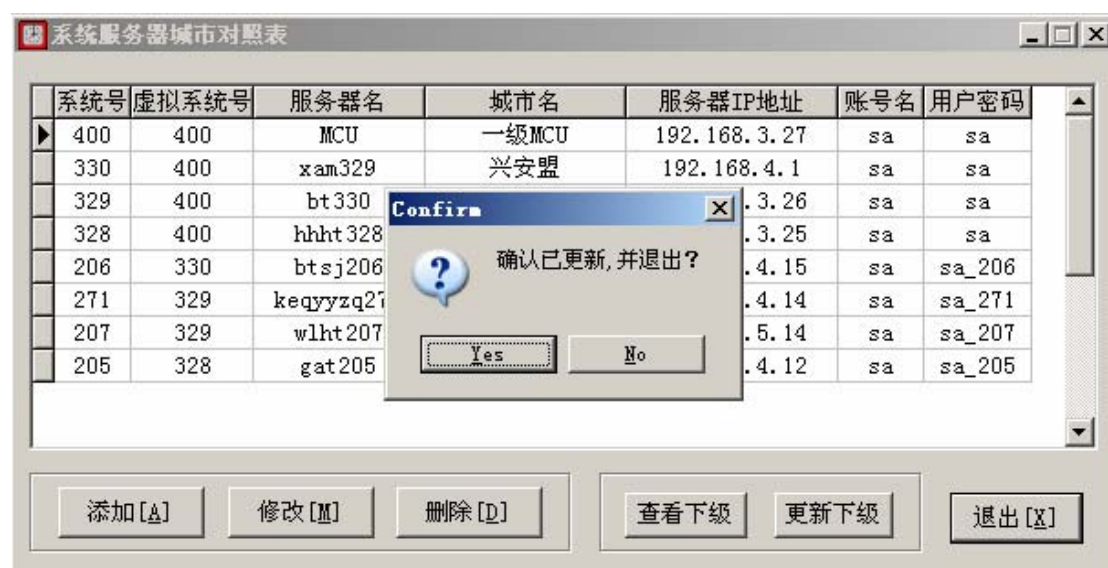 系统服务器城市对照表
系统号 虚拟系统号 服务器名 城市名 服务器IP地址 账号名 用户密码
400 400 MCU 一级MCU 192.168.3.27 sa sa
330 400 xam329 兴安盟 192.168.4.1 sa sa
329 400 bt330 .3.26 sa sa
328 400 hhht328 .3.25 sa sa
206 330 btsj206 .4.15 sa sa_206
271 329 keqyyzq27 .4.14 sa sa_271
207 329 wlht207 .5.14 sa sa_207
205 328 gat205 .4.12 sa sa_205
Confirm
确认已更新,并退出?
Yes No
添加[A] 修改[M] 删除[D] 查看下级 更新下级 退出[X]